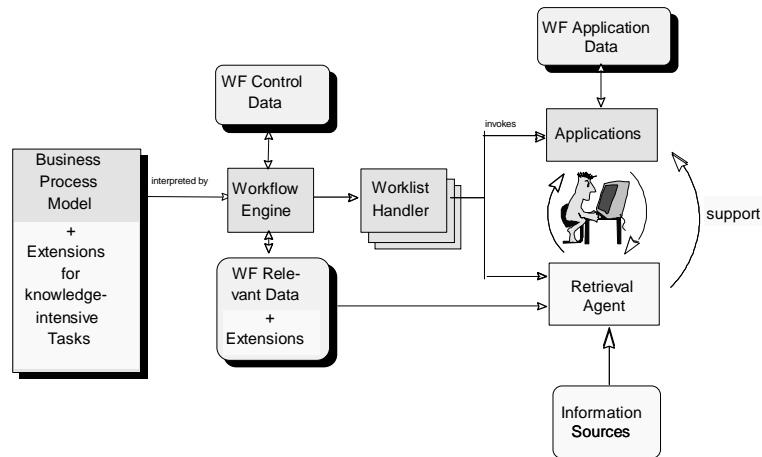 WF Application
Data
WF Control
Data
invokes
Applications
Business
Process
Model
+
Extensions
for
knowledge-
intensive
Tasks
interpreted by
Workflow
Engine
Worklist
Handler
support
WF Rele-
vant Data
+
Extensions
Retrieval
Agent
Information
Sources